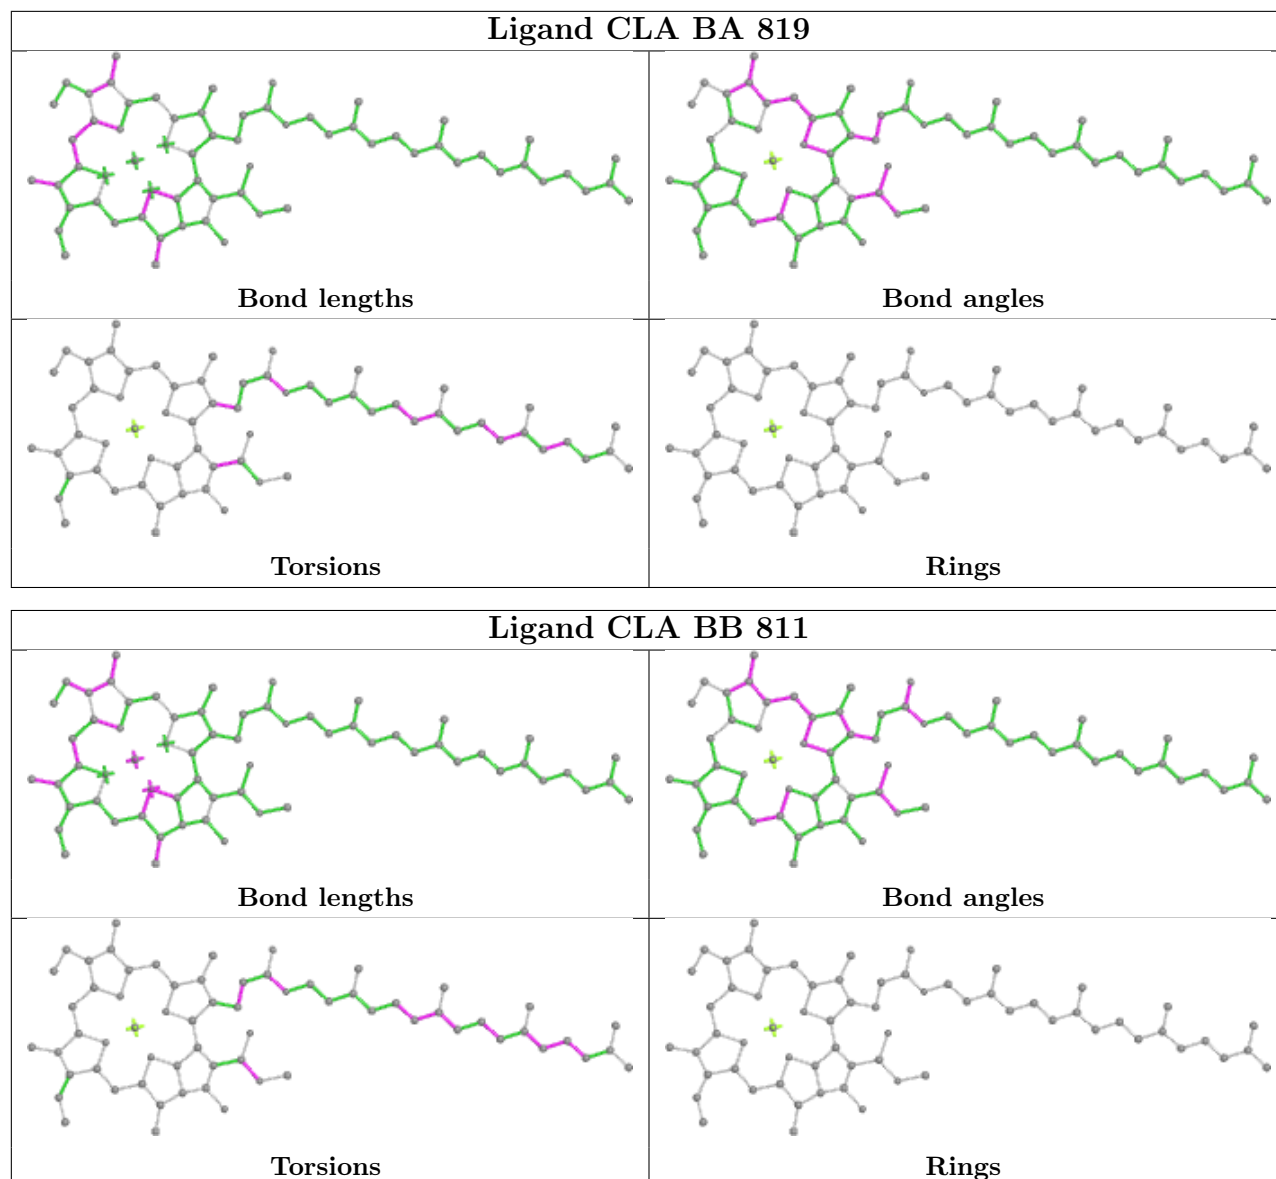 Ligand CLA BA 819
Bond lengths
Bond angles
Torsions
Rings
Ligand CLA BB 811
Bond lengths
Bond angles
Torsions
Rings